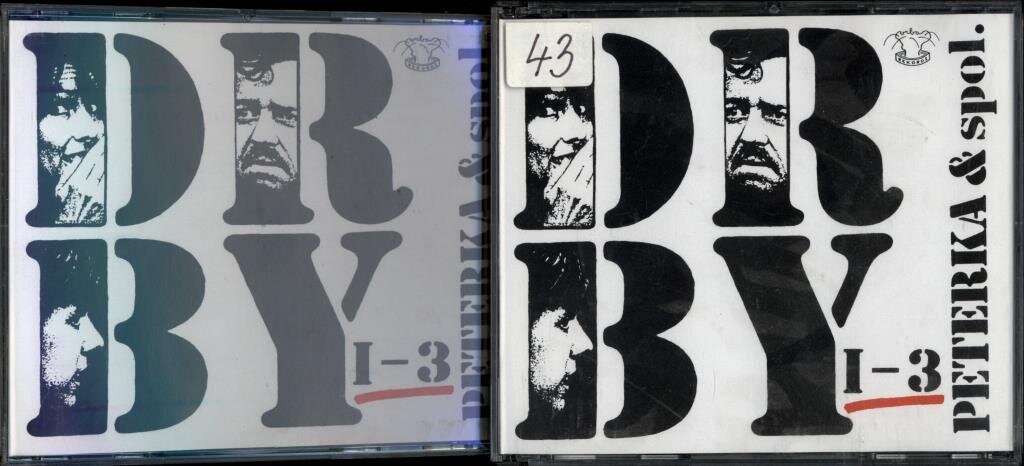 DR
BY
I-3
PETERKA & spol.
43
DR
BY
I-3
PETERKA & spol.